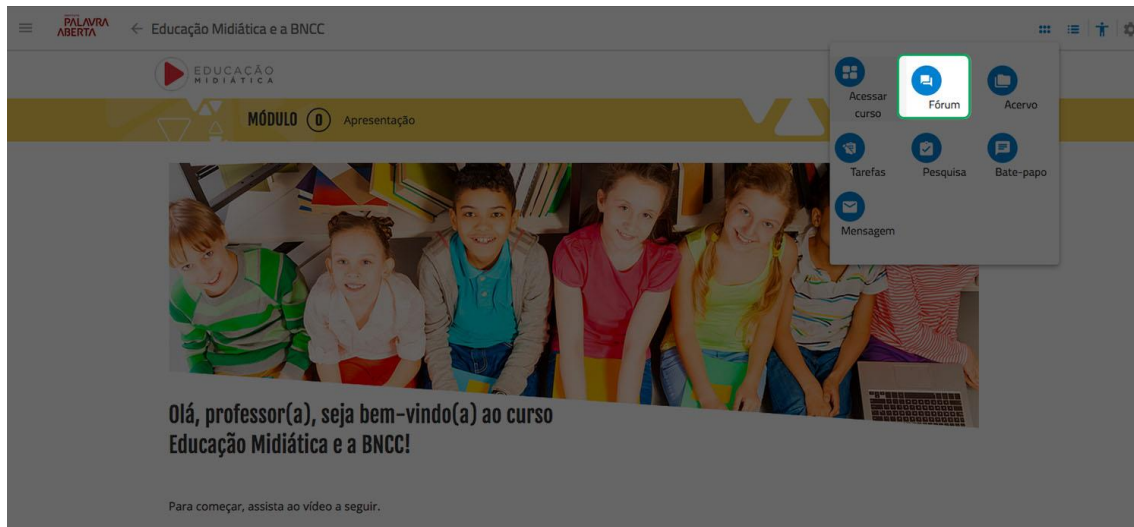 PALAVRA
ABERTA
← Educação Midiática e a BNCC
EDUCAÇÃO
MIDIÁTICA
MÓDULO 0 Apresentação
Acessar
curso
Fórum
Acervo
Tarefas
Pesquisa
Bate-papo
Mensagem
Olá, professor(a), seja bem-vindo(a) ao curso
Educação Midiática e a BNCC!
Para começar, assista ao vídeo a seguir.